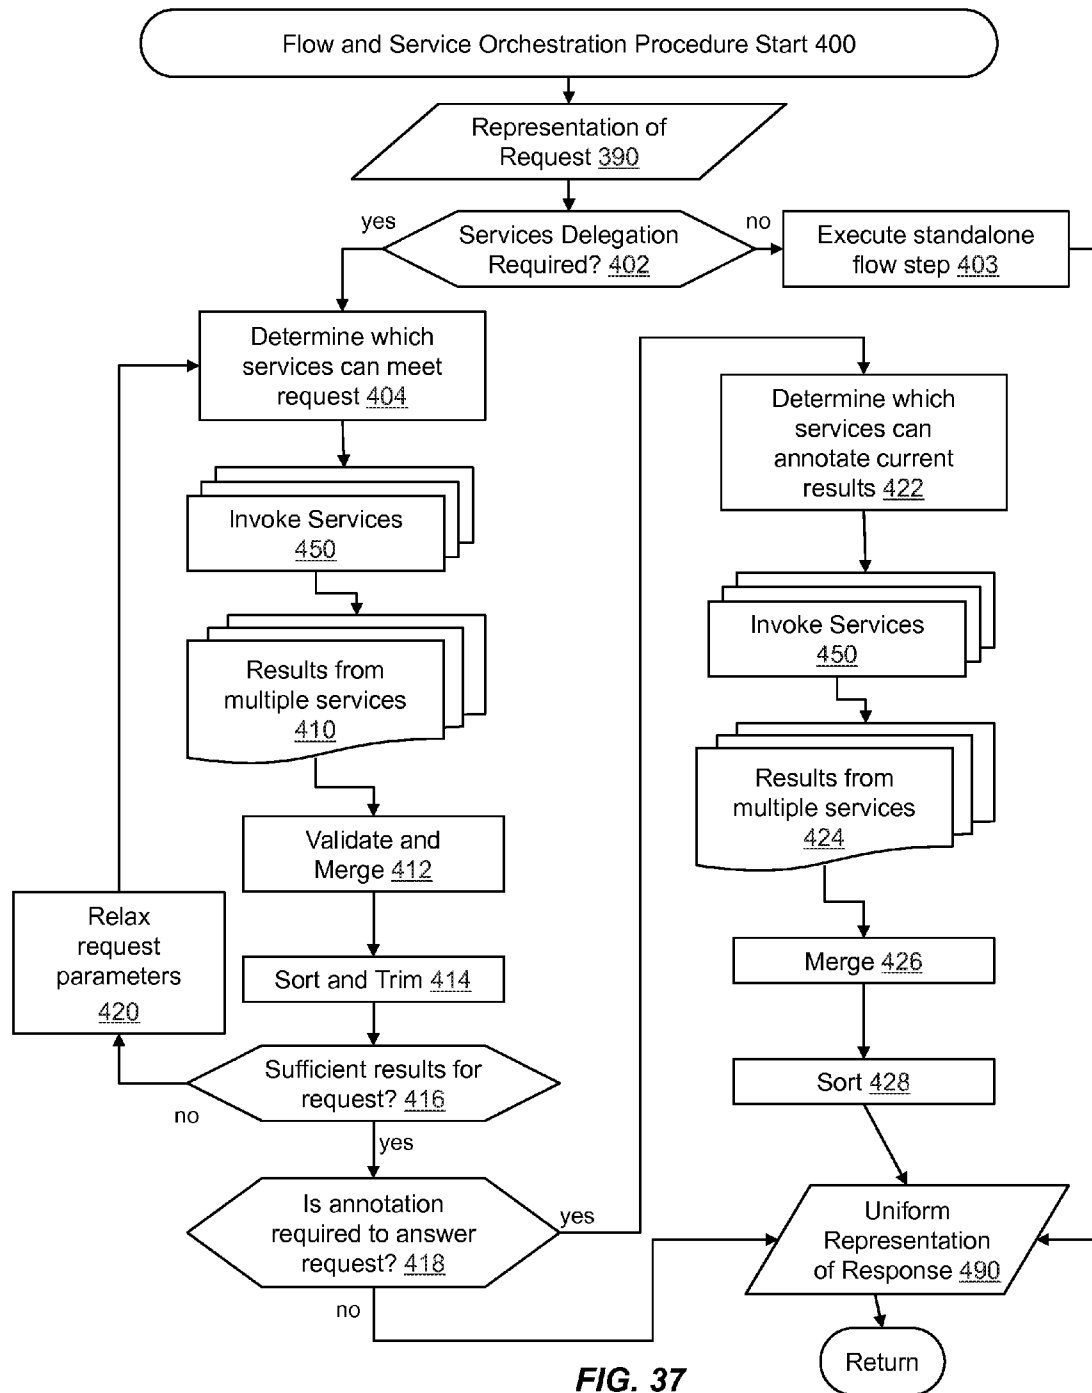 Flow and Service Orchestration Procedure Start 400
Representation of
Request 390
yes
Services Delegation
Required? 402
no
Execute standalone
flow step 403
Determine which
services can meet
request 404
Invoke Services
450
Results from
multiple services
410
Validate and
Merge 412
Sort and Trim 414
Relax
request
parameters
420
Sufficient results for
request? 416
no
yes
Is annotation
required to answer
request? 418
yes
no
Determine which
services can
annotate current
results 422
Invoke Services
450
Results from
multiple services
424
Merge 426
Sort 428
Uniform
Representation
of Response 490
Return
FIG. 37